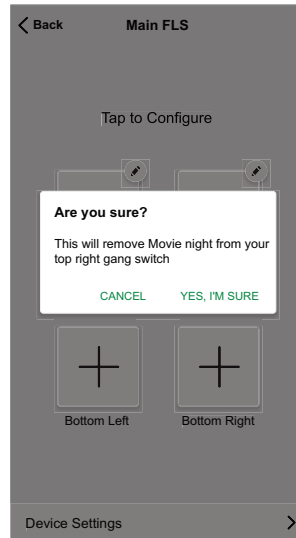 Back
Main FLS
Tap to Configure
Are you sure?
This will remove Movie night from your
top right gang switch
CANCEL
YES, I'M SURE
Bottom Left
Bottom Right
Device Settings